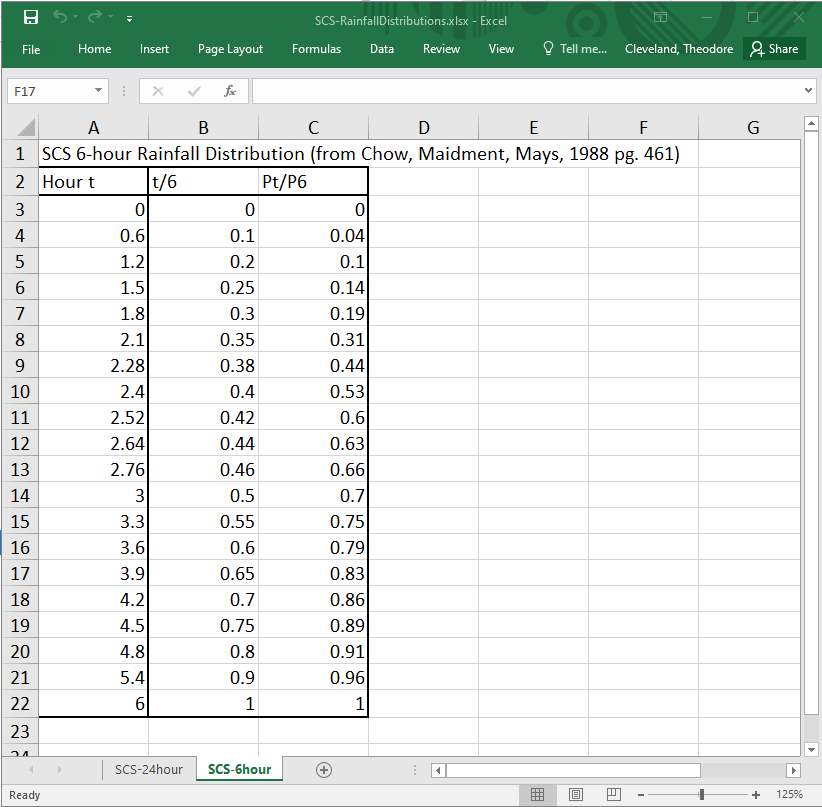 SCS-RainfallDistributions.xlsx - Excel
File Home Insert Page Layout Formulas Data Review View Tell me... Cleveland, Theodore Share
F17 fx
A B C D E F G
1 SCS 6-hour Rainfall Distribution (from Chow, Maidment, Mays, 1988 pg. 461)
2 Hour t t/6 Pt/P6
3 0 0 0
4 0.6 0.1 0.04
5 1.2 0.2 0.1
6 1.5 0.25 0.14
7 1.8 0.3 0.19
8 2.1 0.35 0.31
9 2.28 0.38 0.44
10 2.4 0.4 0.53
11 2.52 0.42 0.6
12 2.64 0.44 0.63
13 2.76 0.46 0.66
14 3 0.5 0.7
15 3.3 0.55 0.75
16 3.6 0.6 0.79
17 3.9 0.65 0.83
18 4.2 0.7 0.86
19 4.5 0.75 0.89
20 4.8 0.8 0.91
21 5.4 0.9 0.96
22 6 1 1
23
24
SCS-24hour SCS-6hour
Ready 125%